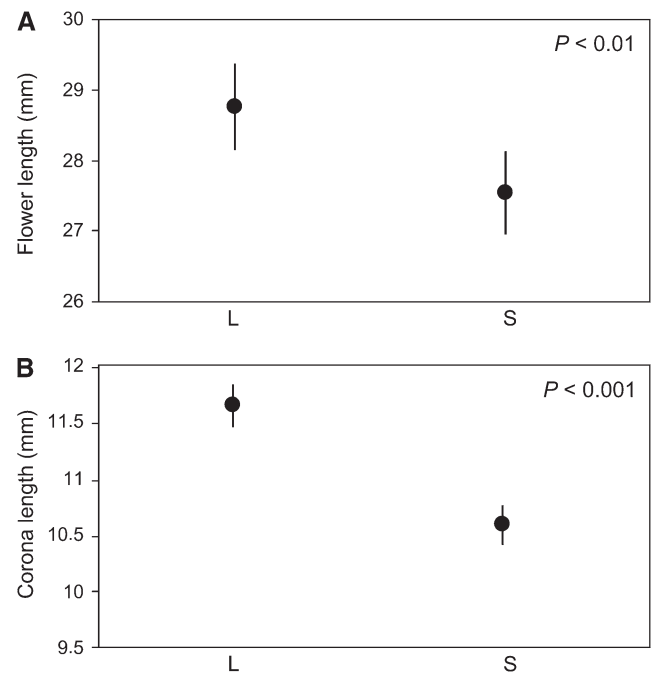 A
Flower length (mm)
30
29
28
27
26
P < 0.01
L
S
B
Corona length (mm)
12
11.5
11
10.5
10
9.5
P < 0.001
L
S